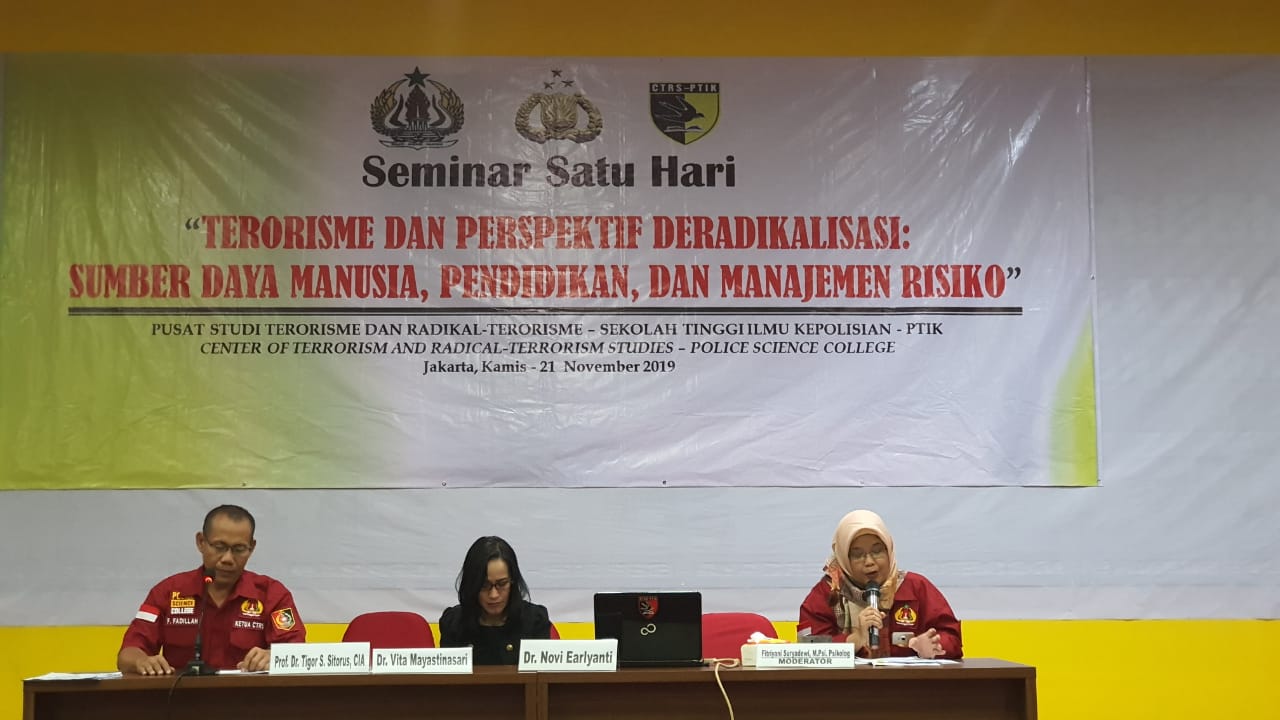 CTRS-PTIK
Seminar Satu Hari
“TERORISME DAN PERSPEKTIF DERADIKALISASI:
SUMBER DAYA MANUSIA, PENDIDIKAN, DAN MANAJEMEN RISIKO”
PUSAT STUDI TERORISME DAN RADIKAL-TERORISME – SEKOLAH TINGGI ILMU KEPOLISIAN - PTIK
CENTER OF TERRORISM AND RADICAL-TERRORISM STUDIES – POLICE SCIENCE COLLEGE
Jakarta, Kamis - 21 November 2019
SCIENCE
COLLEGE
F. FADILLAH
KETUA CTRS
Prof. Dr. Tigor S. Sitorus, CIA
Dr. Vita Mayastinasari
Dr. Novi Earlyanti
Fitriyani Suryadewi, M.Psi, Psikolog
MODERATOR